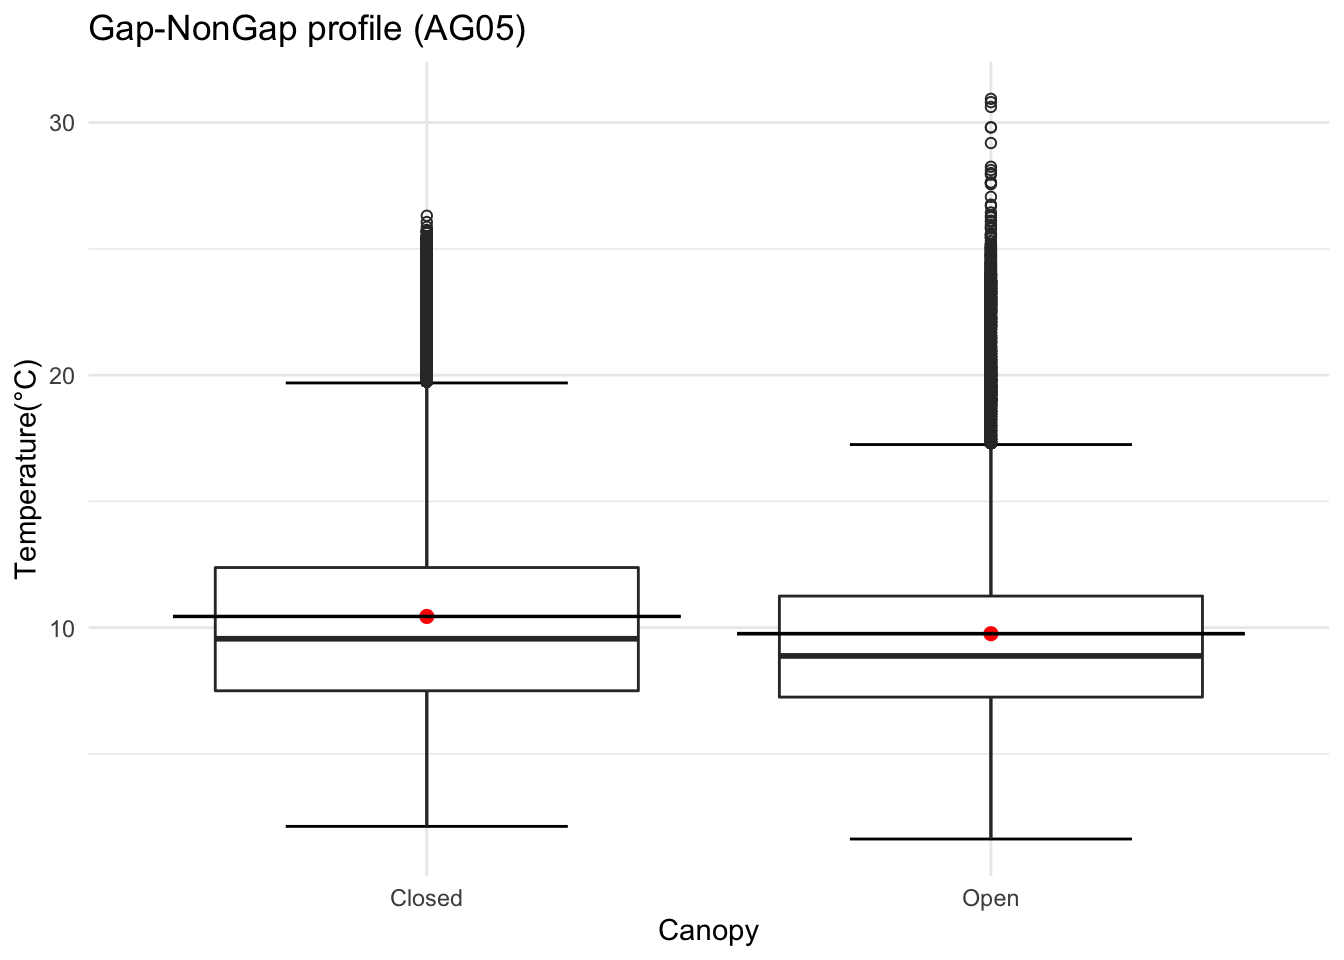 Gap-NonGap profile (AG05)
30
20
10
Temperature(°C)
Closed
Open
Canopy